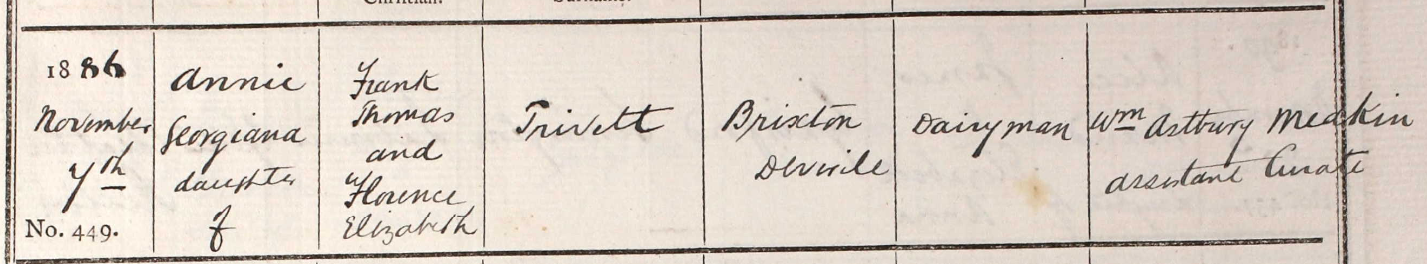 Christian.
Surname.
1886
November
7th
No. 449.
Annie
Georgiana
daughter
of
Frank
Thomas
and
Florence
Elizabeth
Trivett
Brixton
Deverile
Dairyman
Wm Astbury Meakin
assistant Curate